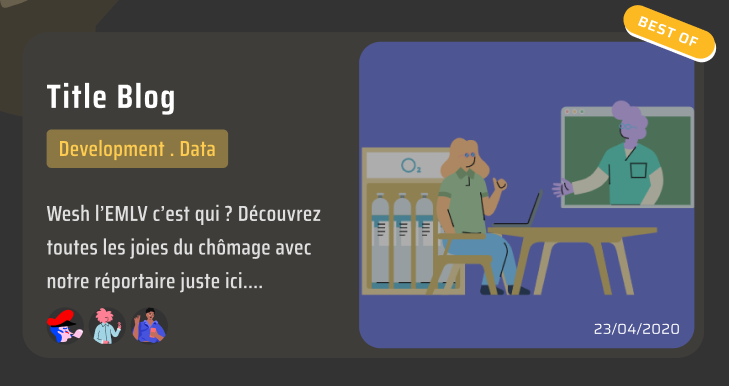 BEST OF
Title Blog
Development . Data
Wesh l'EMLV c'est qui ? Découvrez
toutes les joies du chômage avec
notre réportaire juste ici....
O₂
23/04/2020